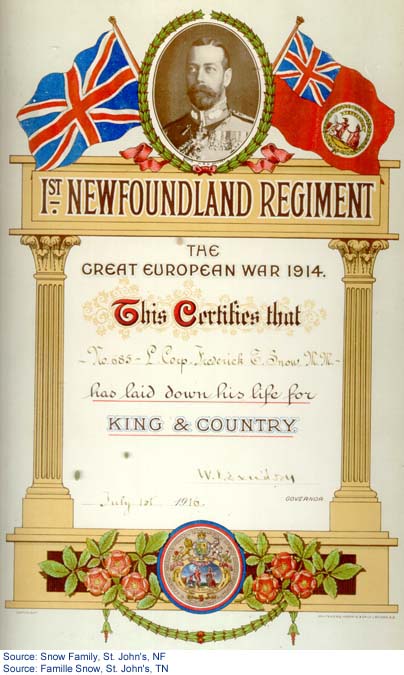 1ST NEWFOUNDLAND REGIMENT
THE
GREAT EUROPEAN WAR 1914.
This Certifies that
No 685 - L Corp. Frederick T. Snow, M.M.
has laid down his life for
KING & COUNTRY.
W. E. Davidson
GOVERNOR
July 1st 1916
Source: Snow Family, St. John's, NF
Source: Famille Snow, St. John's, TN